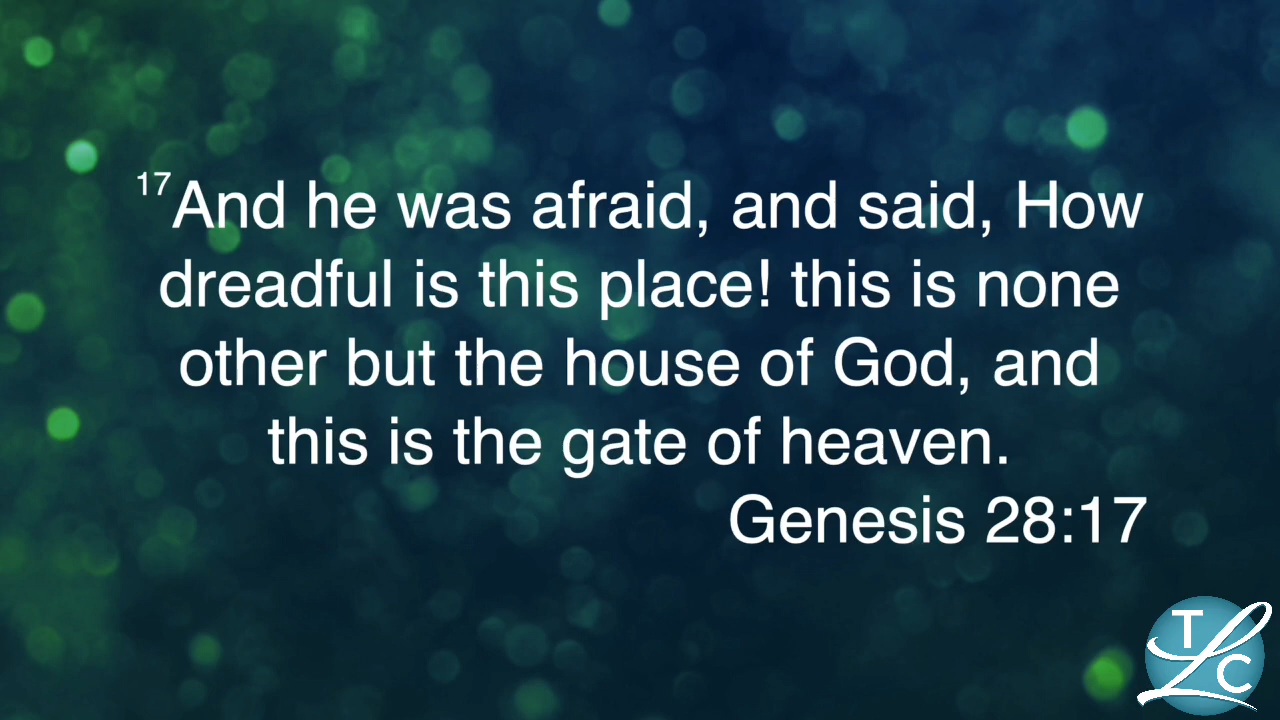 17And he was afraid, and said, How
dreadful is this place! this is none
other but the house of God, and
this is the gate of heaven.
Genesis 28:17
TLC